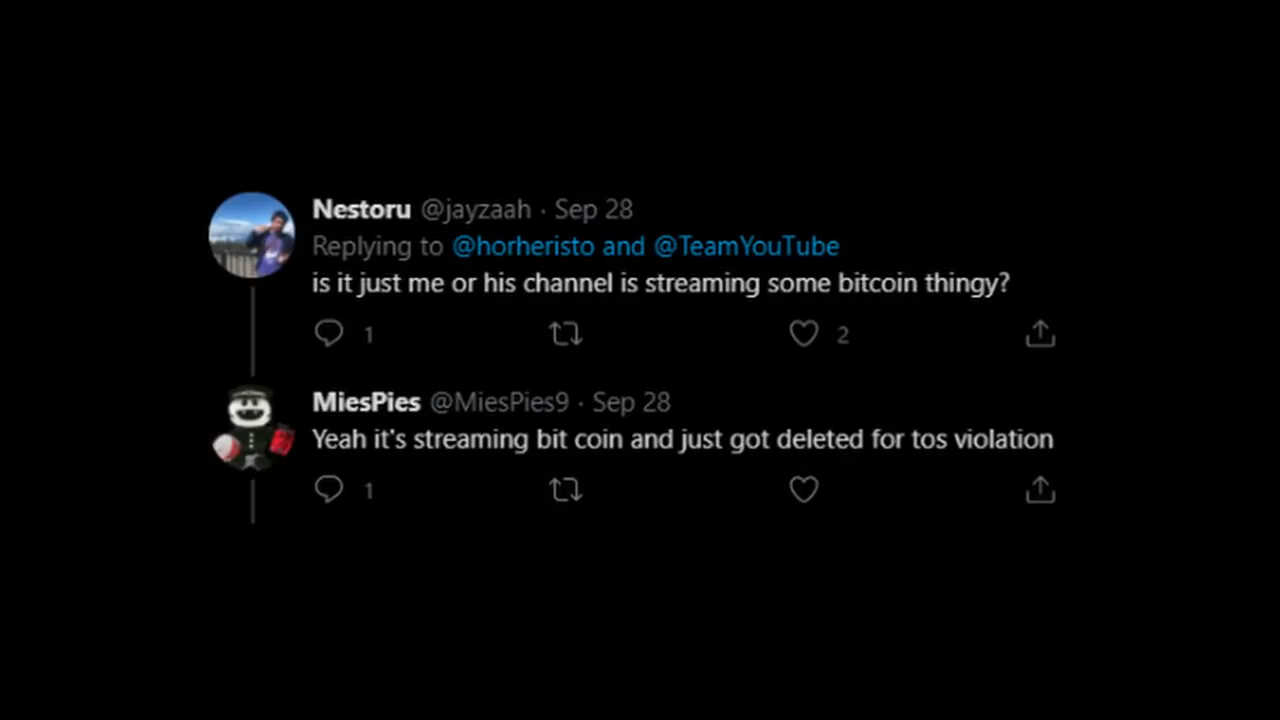 Nestoru @jayzaah · Sep 28
Replying to @horheristo and @TeamYouTube
is it just me or his channel is streaming some bitcoin thingy?
1 2
MiesPies @MiesPies9 · Sep 28
Yeah it's streaming bit coin and just got deleted for tos violation
1